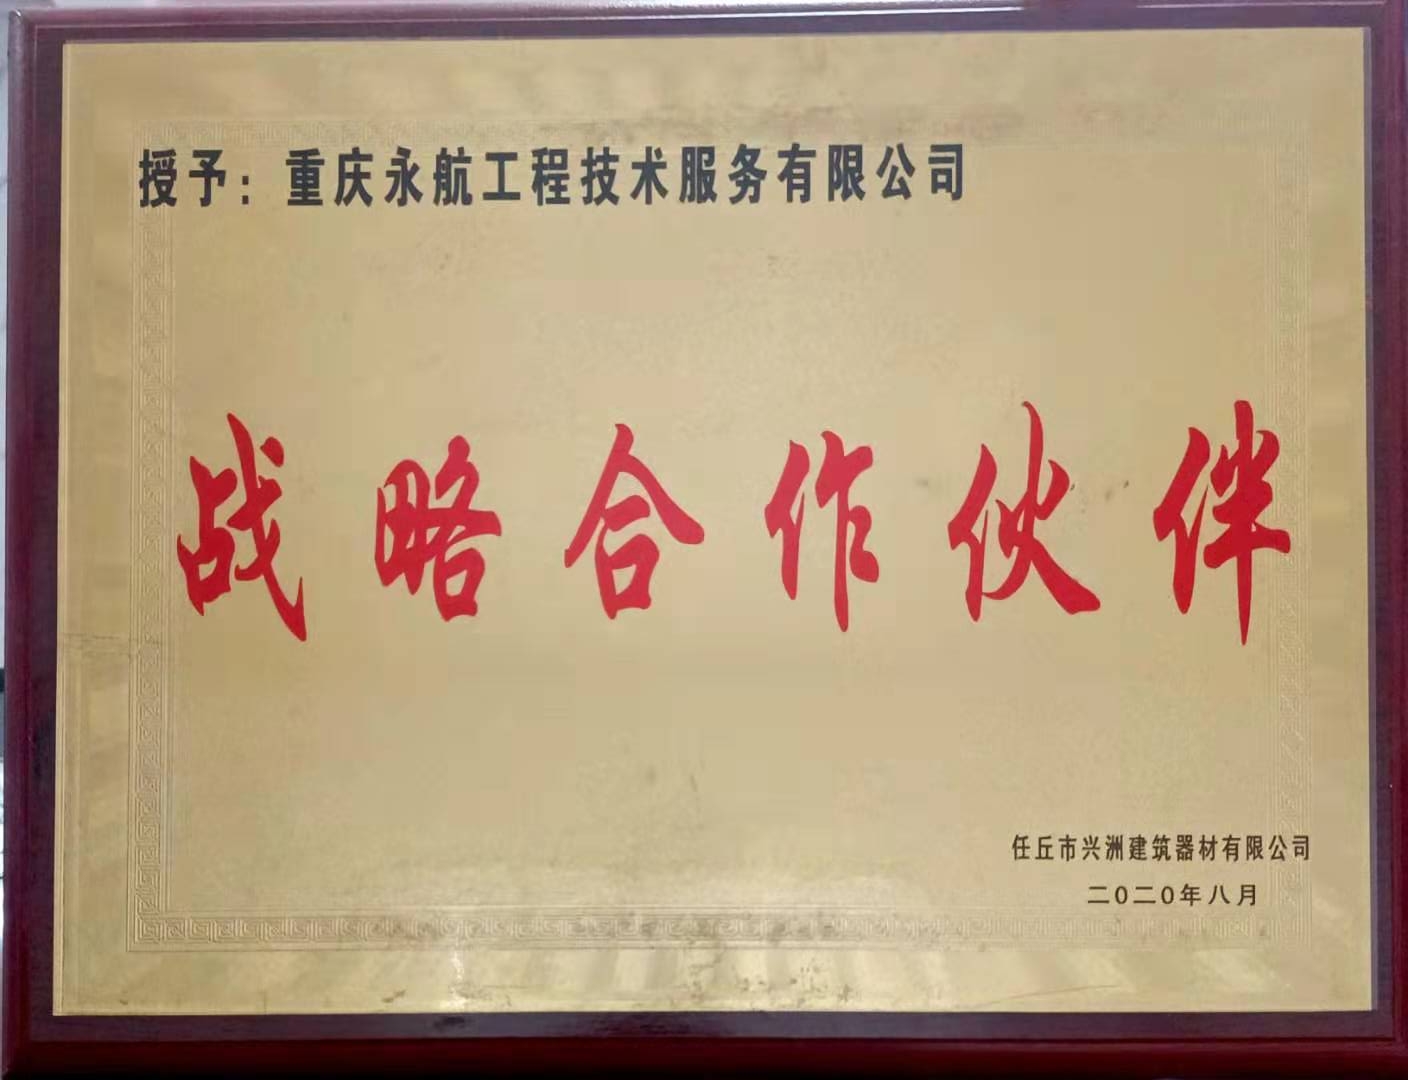 授予：重庆永航工程技术服务有限公司
战略合作伙伴
任丘市兴洲建筑器材有限公司
二0二0年八月